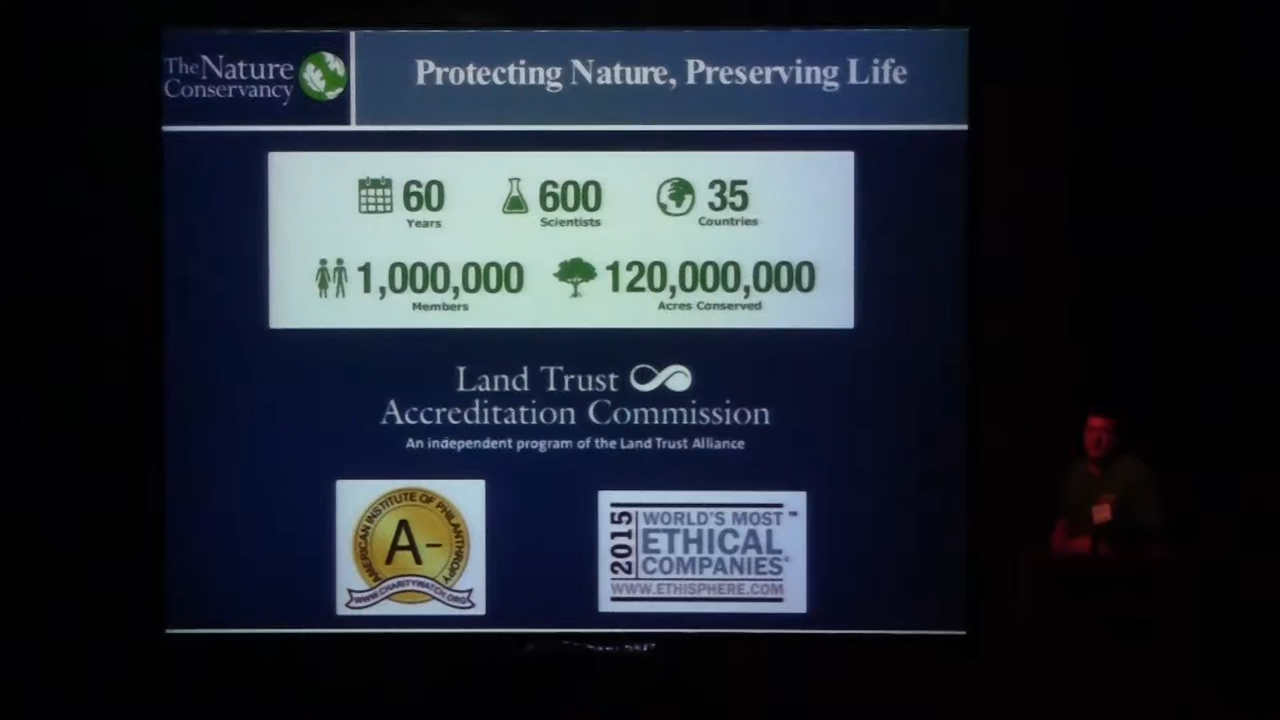 The Nature
Conservancy
Protecting Nature, Preserving Life
60
Years
600
Scientists
35
Countries
1,000,000
Members
120,000,000
Acres Conserved
Land Trust
Accreditation Commission
An independent program of the Land Trust Alliance
AMERICAN INSTITUTE OF PHILANTHROPY
A-
WWW.CHARITYWATCH.ORG
2015
WORLD'S MOST™
ETHICAL
COMPANIES®
WWW.ETHISPHERE.COM